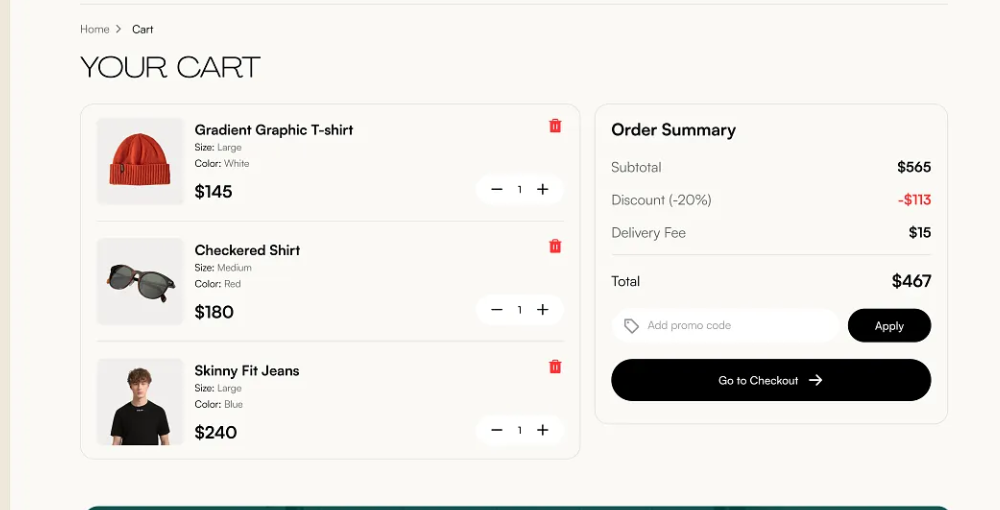 Home > Cart
YOUR CART
Gradient Graphic T-shirt
Size: Large
Color: White
$145
1
Checkered Shirt
Size: Medium
Color: Red
$180
1
Skinny Fit Jeans
Size: Large
Color: Blue
$240
1
Order Summary
Subtotal $565
Discount (-20%) -$113
Delivery Fee $15
Total $467
Add promo code Apply
Go to Checkout →